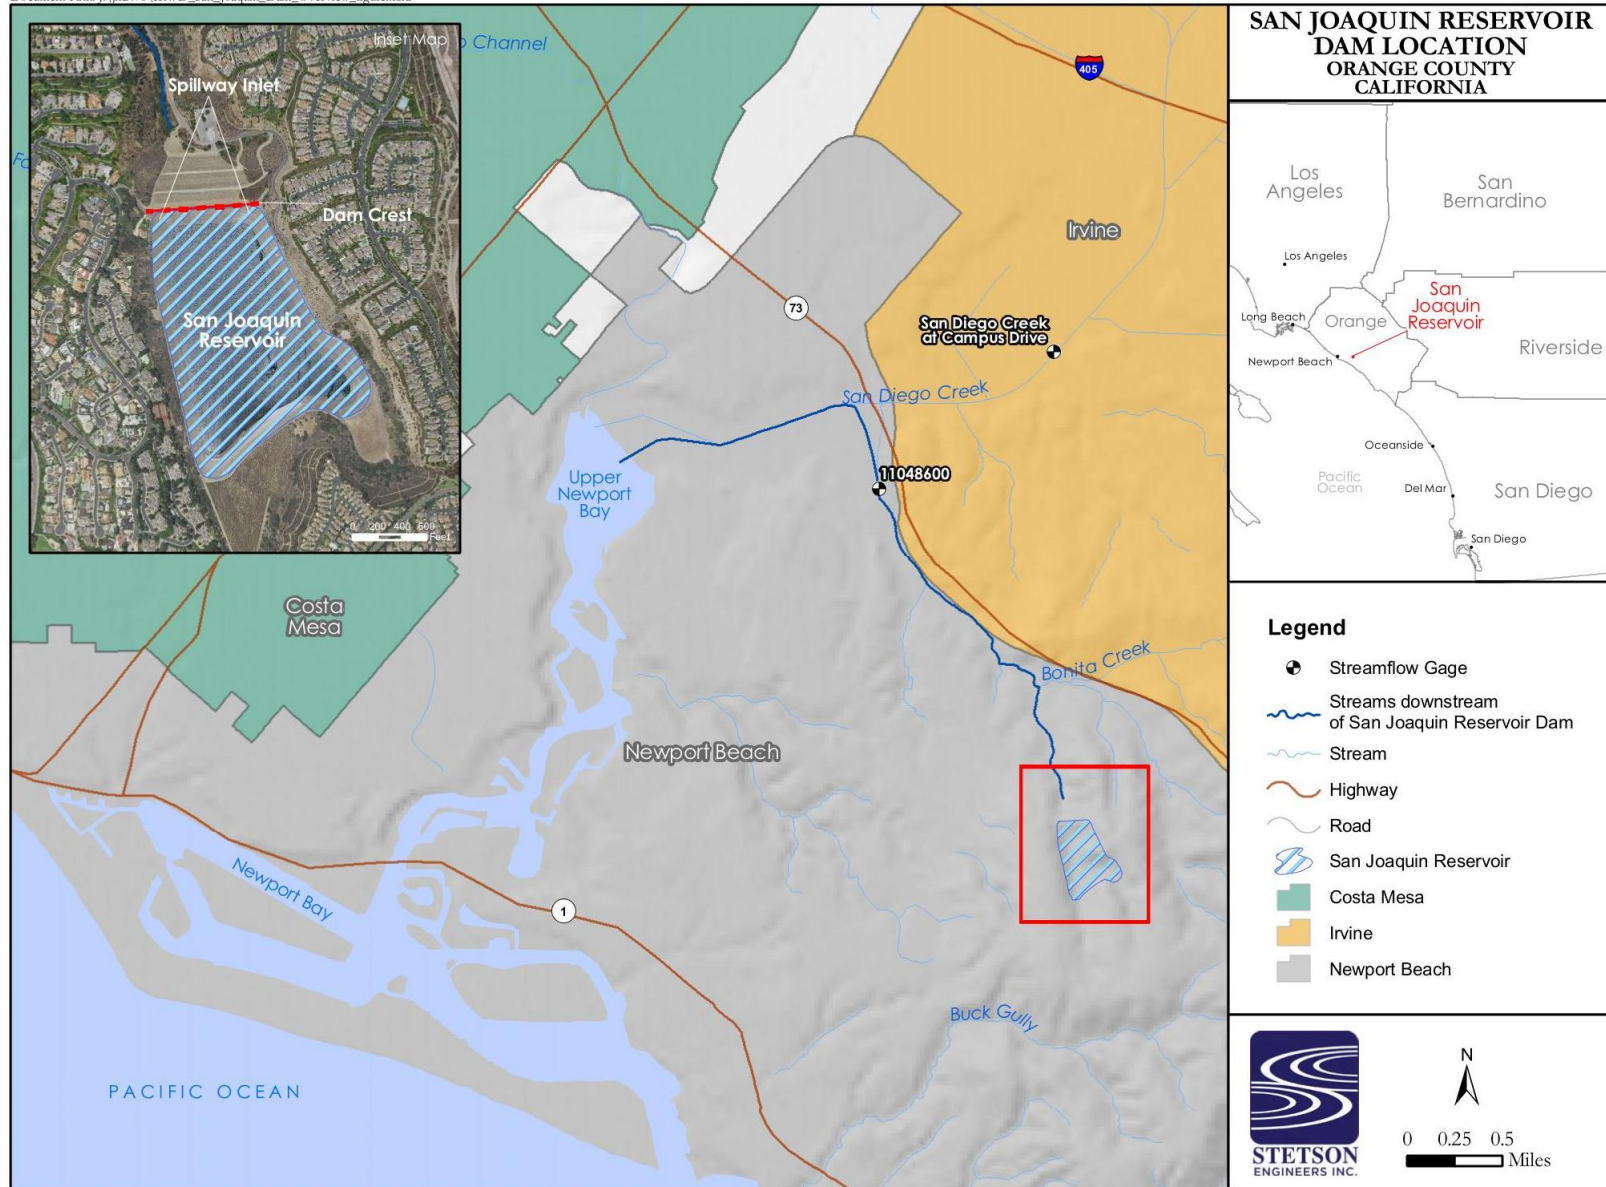 Inset Map
Spillway Inlet
Dam Crest
San Joaquin
Reservoir
0 200 400 600
Feet
Channel
405
Irvine
73
San Diego Creek
at Campus Drive
San Diego Creek
11048600
Upper
Newport
Bay
Costa
Mesa
Bonita Creek
Newport Beach
Newport Bay
1
Buck Gully
PACIFIC OCEAN
SAN JOAQUIN RESERVOIR
DAM LOCATION
ORANGE COUNTY
CALIFORNIA
Los
Angeles
San
Bernardino
Los Angeles
San
Joaquin
Reservoir
Long Beach
Orange
Newport Beach
Riverside
Oceanside
Pacific
Ocean
Del Mar
San Diego
San Diego
Legend
Streamflow Gage
Streams downstream
of San Joaquin Reservoir Dam
Stream
Highway
Road
San Joaquin Reservoir
Costa Mesa
Irvine
Newport Beach
STETSON
ENGINEERS INC.
N
0 0.25 0.5
Miles